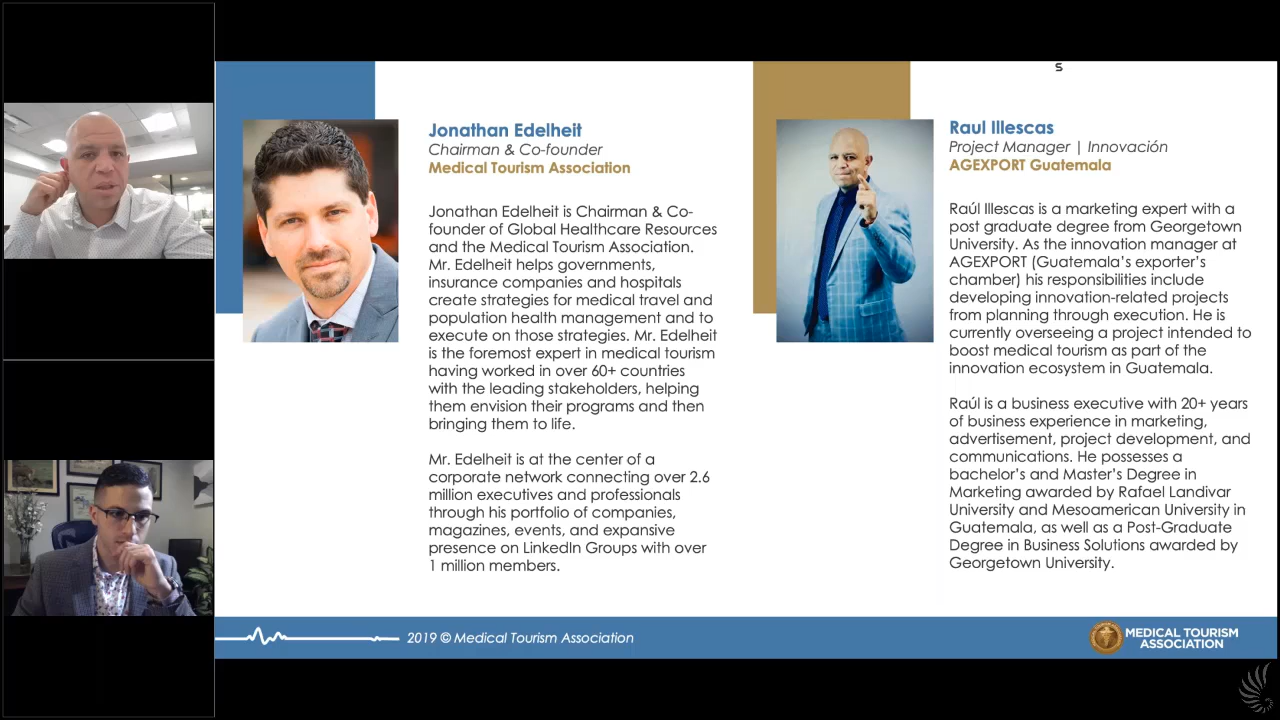 s
Jonathan Edelheit
Chairman & Co-founder
Medical Tourism Association
Jonathan Edelheit is Chairman & Co-
founder of Global Healthcare Resources
and the Medical Tourism Association.
Mr. Edelheit helps governments,
insurance companies and hospitals
create strategies for medical travel and
population health management and to
execute on those strategies. Mr. Edelheit
is the foremost expert in medical tourism
having worked in over 60+ countries
with the leading stakeholders, helping
them envision their programs and then
bringing them to life.
Mr. Edelheit is at the center of a
corporate network connecting over 2.6
million executives and professionals
through his portfolio of companies,
magazines, events, and expansive
presence on LinkedIn Groups with over
1 million members.
Raul Illescas
Project Manager | Innovación
AGEXPORT Guatemala
Raúl Illescas is a marketing expert with a
post graduate degree from Georgetown
University. As the innovation manager at
AGEXPORT (Guatemala's exporter's
chamber) his responsibilities include
developing innovation-related projects
from planning through execution. He is
currently overseeing a project intended to
boost medical tourism as part of the
innovation ecosystem in Guatemala.
Raúl is a business executive with 20+ years
of business experience in marketing,
advertisement, project development, and
communications. He possesses a
bachelor's and Master's Degree in
Marketing awarded by Rafael Landivar
University and Mesoamerican University in
Guatemala, as well as a Post-Graduate
Degree in Business Solutions awarded by
Georgetown University.
2019 © Medical Tourism Association
MEDICAL TOURISM
ASSOCIATION